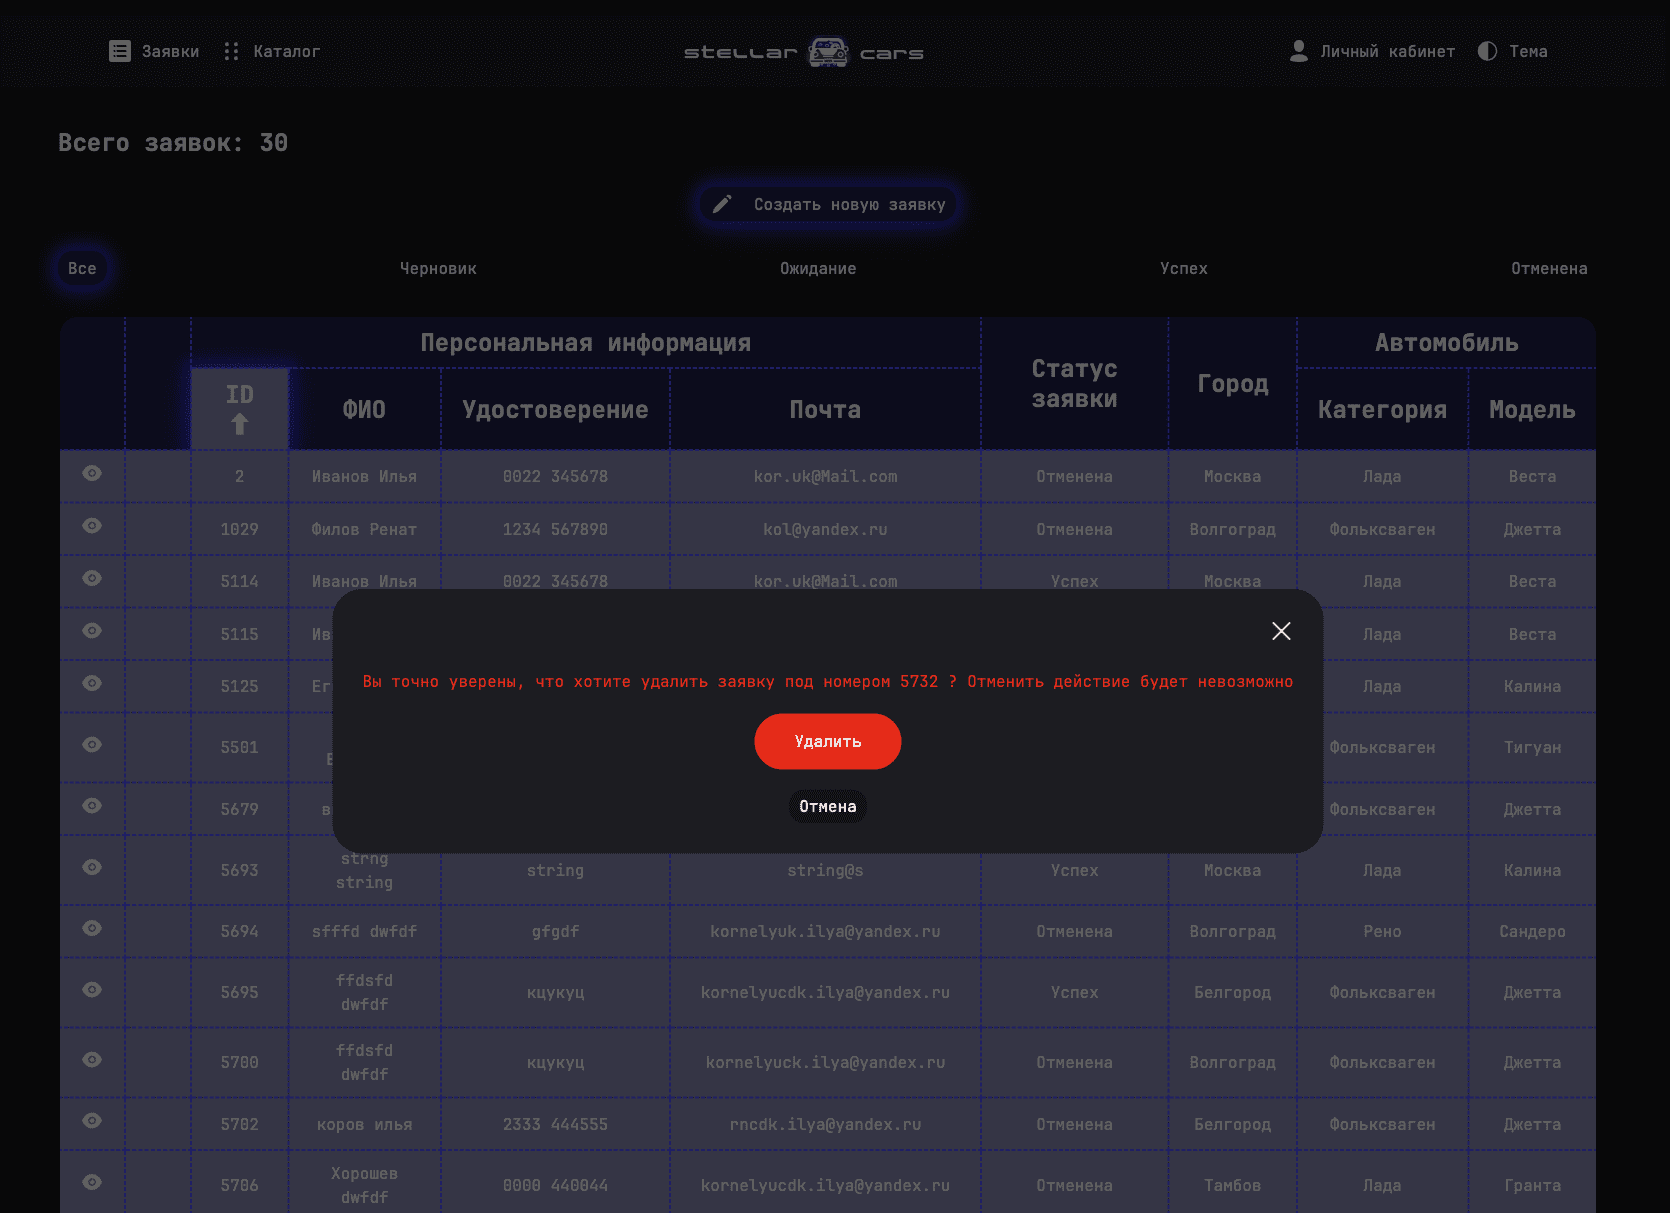 Заявки Каталог stellar cars Личный кабинет Тема
Всего заявок: 30
Создать новую заявку
Все Черновик Ожидание Успех Отменена
Персональная информация Статус заявки Город Автомобиль
ID ФИО Удостоверение Почта Категория Модель
2 Иванов Илья 0022 345678 kor.uk@Mail.com Отменена Москва Лада Веста
1029 Филов Ренат 1234 567890 kol@yandex.ru Отменена Волгоград Фольксваген Джетта
5114 Иванов Илья 0022 345678 kor.uk@Mail.com Успех Москва Лада Веста
5115 Лада Веста
5125 Лада Калина
5501 Фольксваген Тигуан
5679 Фольксваген Джетта
Вы точно уверены, что хотите удалить заявку под номером 5732 ? Отменить действие будет невозможно
Удалить
Отмена
5693 strng string string string@s Успех Москва Лада Калина
5694 sfffd dwfdf gfgdf kornelyuk.ilya@yandex.ru Отменена Волгоград Рено Сандеро
5695 ffdsfd dwfdf кцукуц kornelyucdk.ilya@yandex.ru Успех Белгород Фольксваген Джетта
5700 ffdsfd dwfdf кцукуц kornelyuck.ilya@yandex.ru Отменена Волгоград Фольксваген Джетта
5702 коров илья 2333 444555 rncdk.ilya@yandex.ru Отменена Белгород Фольксваген Джетта
5706 Хорошев dwfdf 0000 440044 kornelyucdk.ilya@yandex.ru Отменена Тамбов Лада Гранта